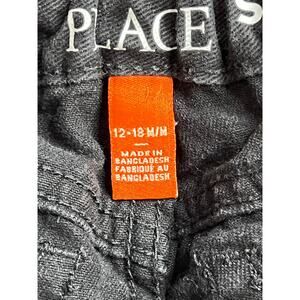 PLACE
S
12-18 M/M
MADE IN
BANGLADESH
FABRIQUÉ AU
BANGLADESH